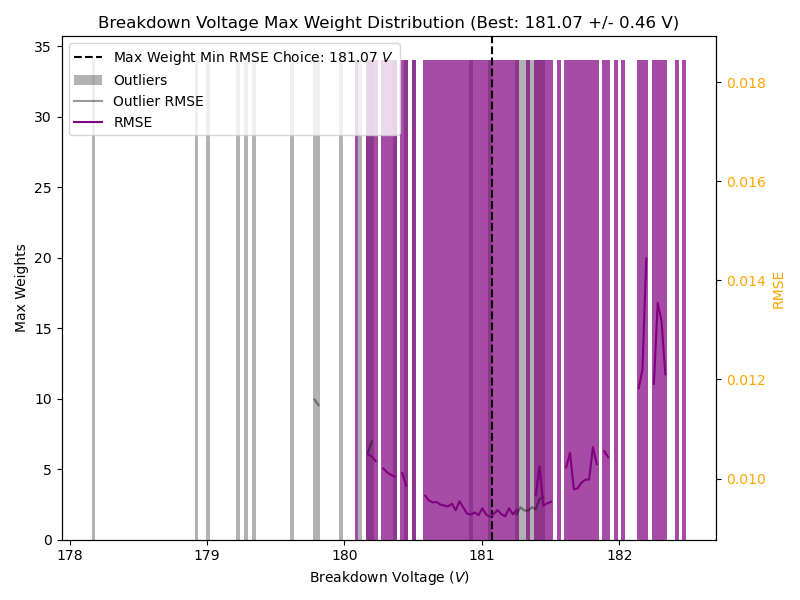 Breakdown Voltage Max Weight Distribution (Best: 181.07 +/- 0.46 V)
Max Weight Min RMSE Choice: 181.07 V
Outliers
Outlier RMSE
RMSE
Max Weights
35
30
25
20
15
10
5
0
178
179
180
181
182
Breakdown Voltage (V)
0.018
0.016
0.014
0.012
0.010
RMSE